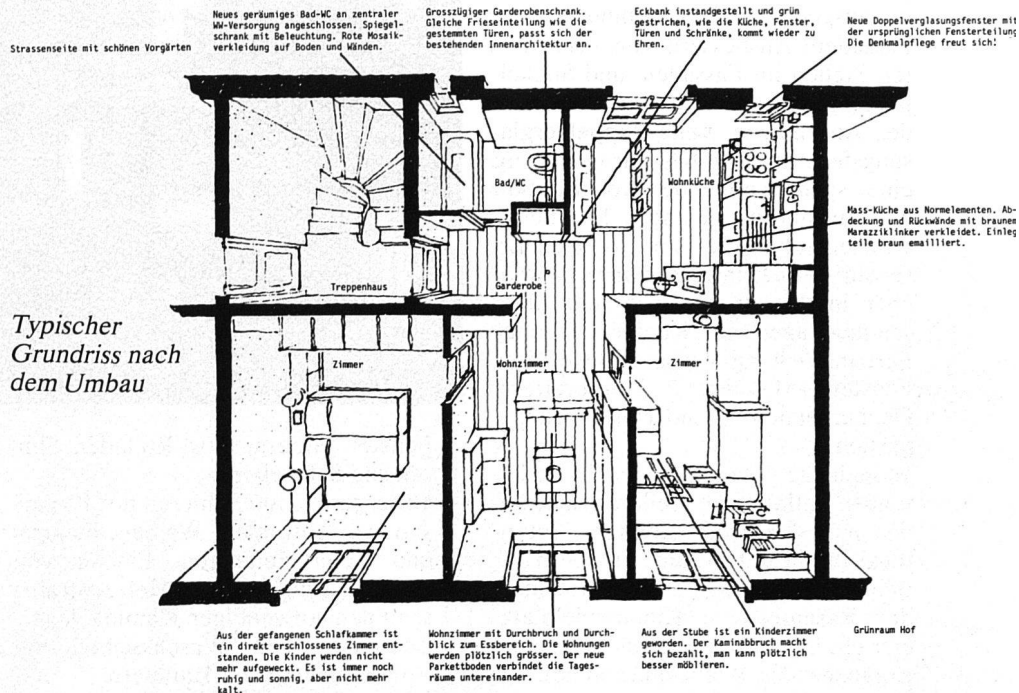 Strassenseite mit schönen Vorgärten
Neues geräumiges Bad-WC an zentraler
WW-Versorgung angeschlossen. Spiegel-
schrank mit Beleuchtung. Rote Mosaik-
verkleidung auf Boden und Wänden.
Grosszügiger Garderobenschrank.
Gleiche Frieseinteilung wie die
gestemmten Türen, passt sich der
bestehenden Innenarchitektur an.
Eckbank instandgestellt und grün
gestrichen, wie die Küche, Fenster,
Türen und Schränke, kommt wieder zu
Ehren.
Neue Doppelverglasungsfenster mit
der ursprünglichen Fensterteilung
Die Denkmalpflege freut sich!
Bad/WC
Wohnküche
Mass-Küche aus Normelementen. Ab-
deckung und Rückwände mit braunem
Marazziklinker verkleidet. Einleg
teile braun emailliert.
Treppenhaus
Garderobe
Typischer
Grundriss nach
dem Umbau
Zimmer
Wohnzimmer
Zimmer
Aus der gefangenen Schlafkammer ist
ein direkt erschlossenes Zimmer ent-
standen. Die Kinder werden nicht
mehr aufgeweckt. Es ist immer noch
ruhig und sonnig, aber nicht mehr
kalt.
Wohnzimmer mit Durchbruch und Durch-
blick zum Essbereich. Die Wohnungen
werden plötzlich grösser. Der neue
Parkettboden verbindet die Tages-
räume untereinander.
Aus der Stube ist ein Kinderzimmer
geworden. Der Kaminabbruch macht
sich bezahlt, man kann plötzlich
besser möblieren.
Grünraum Hof